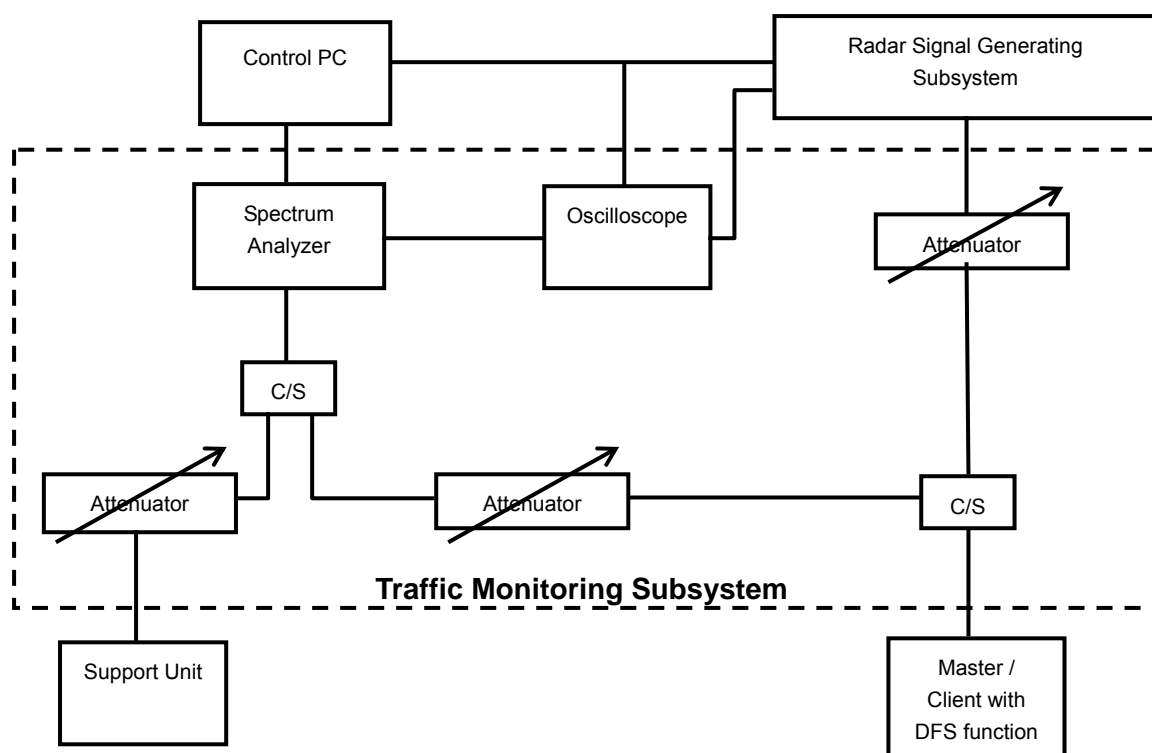 Control PC
Radar Signal Generating
Subsystem
Spectrum
Analyzer
Oscilloscope
Attenuator
C/S
Attenuator
Attenuator
C/S
Traffic Monitoring Subsystem
Support Unit
Master /
Client with
DFS function